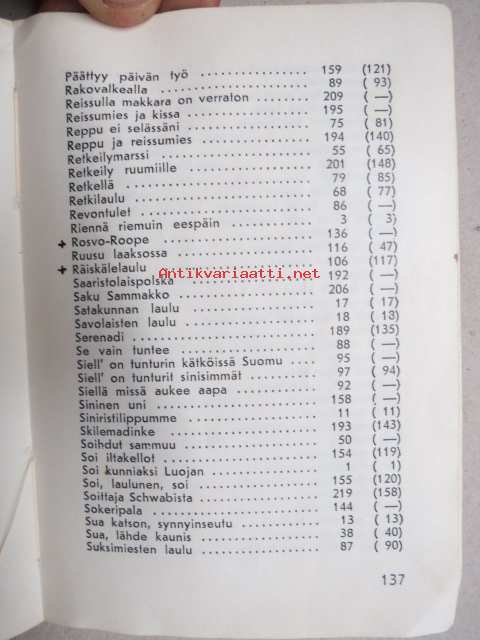 Päättyy päivän työ ................ 159 (121)
Rakovalkealla ................ 89 ( 93)
Reissulla makkara on verraton ........ 209 ( — )
Reissumies ja kissa ................ 195 ( — )
Reppu ei selässäni ................ 75 ( 81)
Reppu ja reissumies ................ 194 (140)
Retkeilymarssi ................ 55 ( 65)
Retkeily ruumiille ................ 201 (148)
Retkellä ................ 79 ( 85)
Retkilaulu ................ 68 ( 77)
Revontulet ................ 86 ( — )
Riennä riemuin eespäin ................ 3 ( 3)
+ Rosvo-Roope ................ 136 ( — )
Ruusu laaksossa ................ 116 ( 47)
+ Räiskälelaulu ................ 106 (117)
Antikvariaatti.net
Saaristolaispolska ................ 192 ( — )
Saku Sammakko ................ 206 ( — )
Satakunnan laulu ................ 17 ( 17)
Savolaisten laulu ................ 18 ( 13)
Serenadi ................ 189 (135)
Se vain tuntee ................ 88 ( — )
Siell' on tunturin kätköissä Suomu .... 95 ( — )
Siell' on tunturit sinisimmät ........ 97 ( 94)
Siellä missä aukee aapa ................ 92 ( — )
Sininen uni ................ 158 ( — )
Siniristilippumme ................ 11 ( 11)
Skilemadinke ................ 193 (143)
Soihdut sammuu ................ 50 ( — )
Soi iltakellot ................ 154 (119)
Soi kunniaksi Luojan ................ 1 ( 1)
Soi, laulunen, soi ................ 155 (120)
Soittaja Schwabista ................ 219 (158)
Sokeripala ................ 144 ( — )
Sua katson, synnyinseutu ............ 13 ( 13)
Sua, lähde kaunis ................ 38 ( 40)
Suksimiesten laulu ................ 87 ( 90)
137